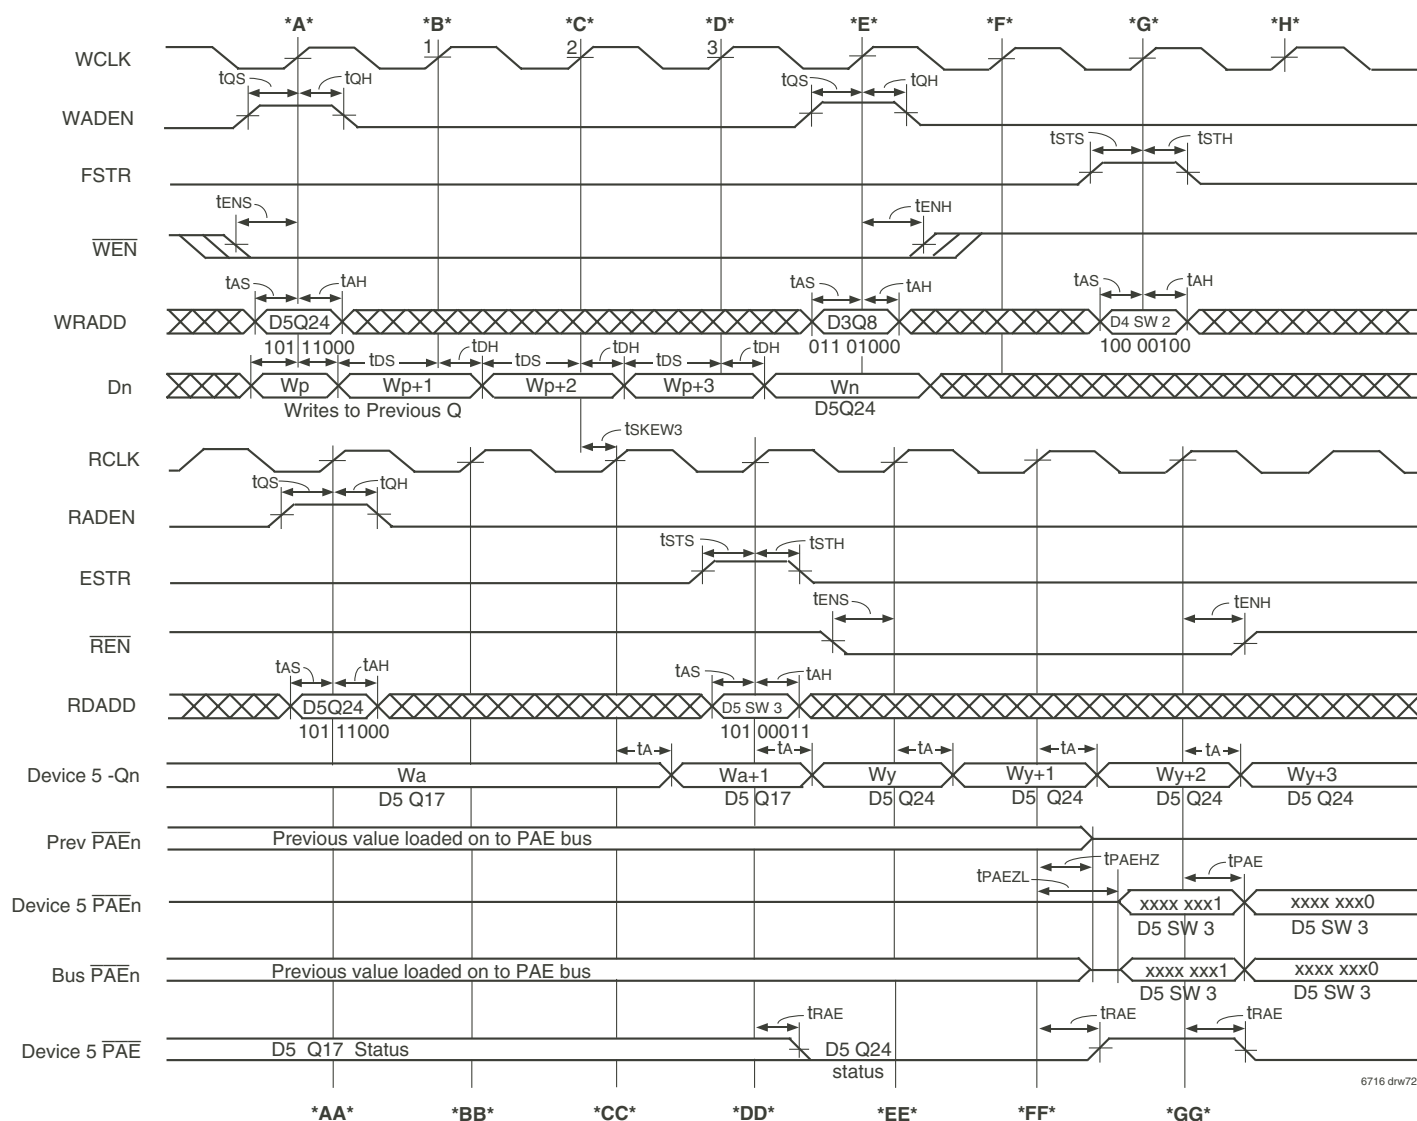 *A* *B* *C* *D* *E* *F* *G* *H*
WCLK 1 2 3
tQS tQH tQS tQH
WADEN
tSTS tSTH
FSTR
tENS tENH
WEN
tAS tAH tAS tAH tAS tAH
WRADD D5Q24 D3Q8 D4 SW 2
101 11000 011 01000 100 00100
tDS tDH tDS tDH tDS tDH
Dn Wp Wp+1 Wp+2 Wp+3 Wn
Writes to Previous Q D5Q24
tSKEW3
RCLK
tQS tQH
RADEN
tSTS tSTH
ESTR
tENS tENH
REN
tAS tAH tAS tAH
RDADD D5Q24 D5 SW 3
101 11000 101 00011
tA tA tA tA tA
Device 5 -Qn Wa Wa+1 Wy Wy+1 Wy+2 Wy+3
D5 Q17 D5 Q17 D5 Q24 D5 Q24 D5 Q24 D5 Q24
Prev PAEn Previous value loaded on to PAE bus
tPAEHZ tPAE
tPAEZL
Device 5 PAEn xxxx xxx1 xxxx xxx0
D5 SW 3 D5 SW 3
Bus PAEn Previous value loaded on to PAE bus xxxx xxx1 xxxx xxx0
D5 SW 3 D5 SW 3
tRAE tRAE tRAE
Device 5 PAE D5 Q17 Status D5 Q24
status
6716 drw72
*AA* *BB* *CC* *DD* *EE* *FF* *GG*